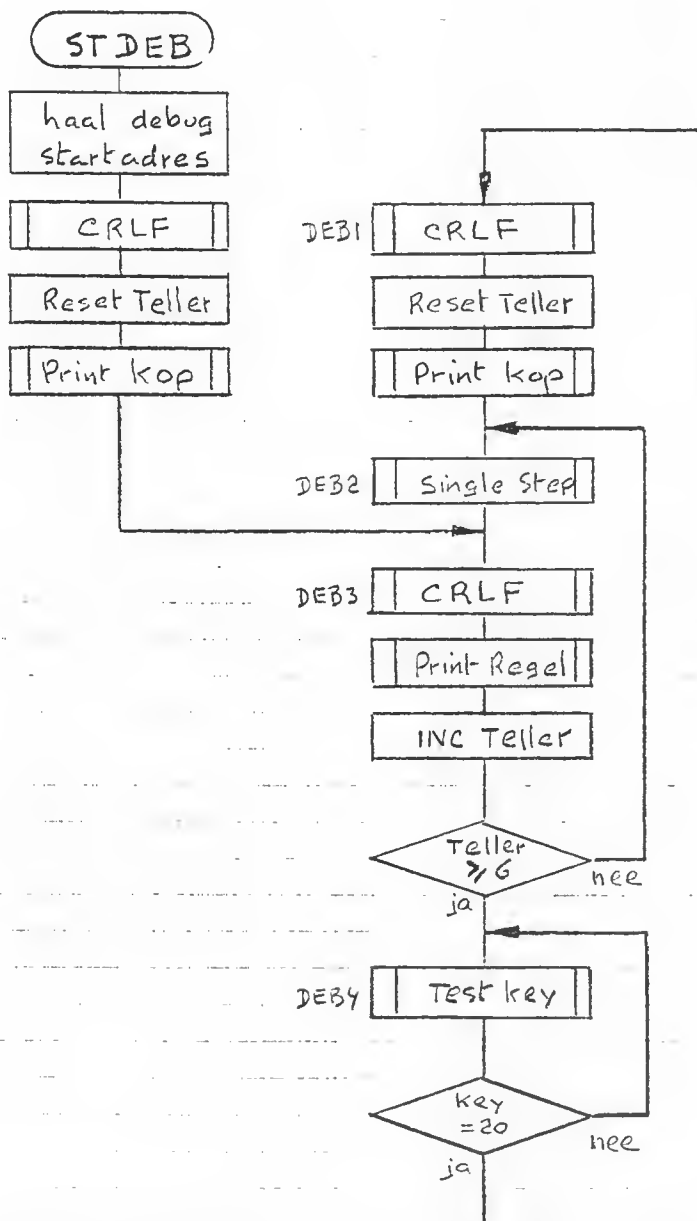 STDEB
haal debug
startadres
CRLF
Reset Teller
Print kop
DEB1
CRLF
Reset Teller
Print kop
DEB2
Single Step
DEB3
CRLF
Print Regel
INC Teller
Teller
≥ 6
nee
ja
DEB4
Test key
key
=20
nee
ja